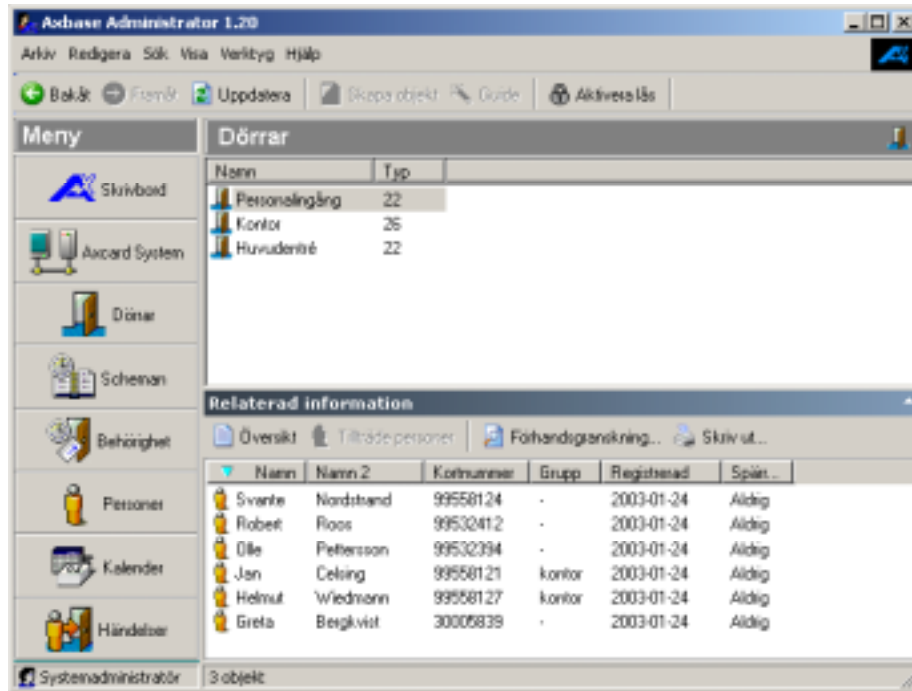 Axbase Administrator 1.20
Arkiv Redigera Sök Visa Verktyg Hjälp
Bakåt Framåt Uppdatera Skapa objekt Guide Aktivera lås
Meny
Skrivbord
Axcard System
Dörrar
Scheman
Behörighet
Personer
Kalender
Händelser
Dörrar
Namn Typ
Personalingång 22
Kontor 26
Huvudentré 22
Relaterad information
Översikt Tillträde personer Förhandsgranskning... Skriv ut...
Namn Namn 2 Kortnummer Grupp Registrerad Spärr...
Svante Nordstrand 99558124 - 2003-01-24 Aldrig
Robert Roos 99532412 - 2003-01-24 Aldrig
Olle Pettersson 99532394 - 2003-01-24 Aldrig
Jan Celsing 99558121 kontor 2003-01-24 Aldrig
Helmut Wiedmann 99558127 kontor 2003-01-24 Aldrig
Greta Bergkvist 30005839 - 2003-01-24 Aldrig
Systemadministratör 3 objekt